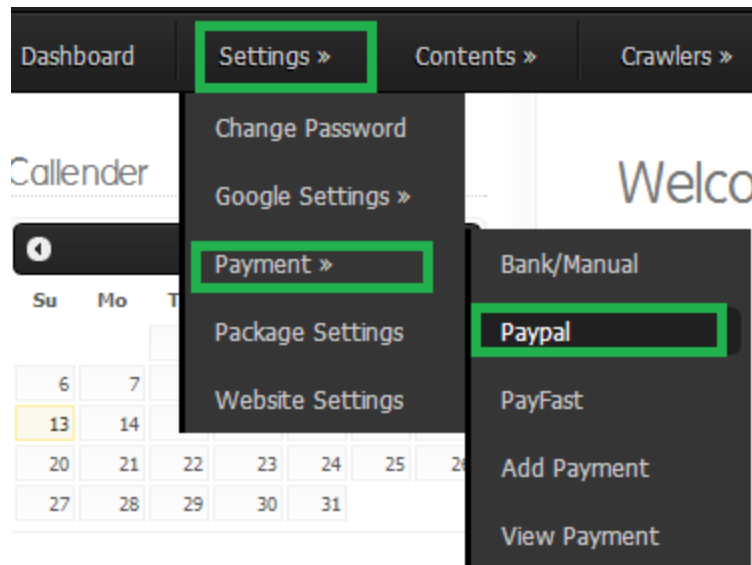 Dashboard Settings » Contents » Crawlers »
Change Password
Callender
Google Settings »
Welco
Payment »
Bank/Manual
Su Mo T
Package Settings
Paypal
6 7
Website Settings
PayFast
13 14
20 21 22 23 24 25
Add Payment
27 28 29 30 31
View Payment